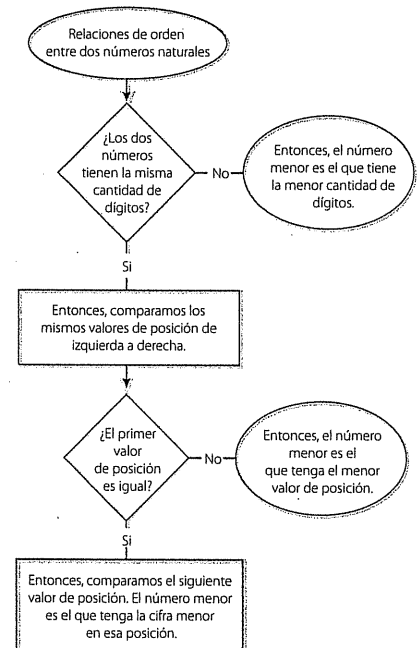 Relaciones de orden
entre dos números naturales
¿Los dos
números
tienen la misma
cantidad de
dígitos?
No
Entonces, el número
menor es el que tiene
la menor cantidad de
dígitos.
Si
Entonces, comparamos los
mismos valores de posición de
izquierda a derecha.
¿El primer
valor
de posición
es igual?
No
Entonces, el número
menor es el
que tenga el menor
valor de posición.
Si
Entonces, comparamos el siguiente
valor de posición. El número menor
es el que tenga la cifra menor
en esa posición.